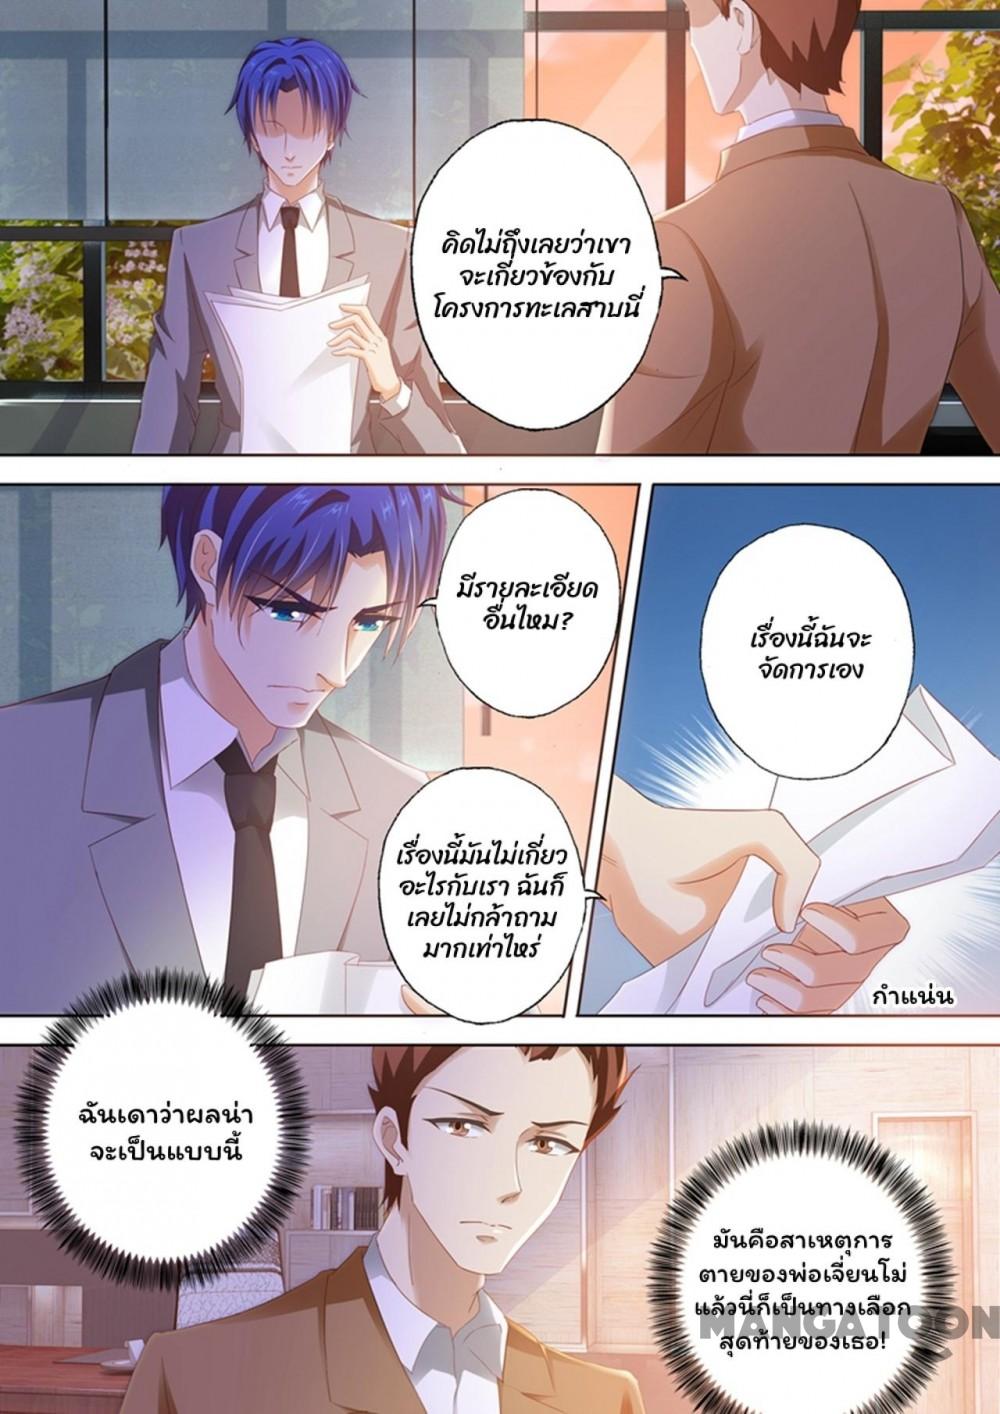 คิดไม่ถึงเลยว่าเขา
จะเกี่ยวข้องกับ
โครงการทะเลสาบนี่
มีรายละเอียด
อื่นไหม?
เรื่องนี้ฉันจะ
จัดการเอง
เรื่องนี้มันไม่เกี่ยว
อะไรกับเรา ฉันก็
เลยไม่กล้าถาม
มากเท่าไหร่
กำแน่น
ฉันเดาว่าผลน่า
จะเป็นแบบนี้
มันคือสาเหตุการ
ตายของพ่อเจี่ยนโม่
แล้วนี่ก็เป็นทางเลือก
สุดท้ายของเธอ!
MANGATOON